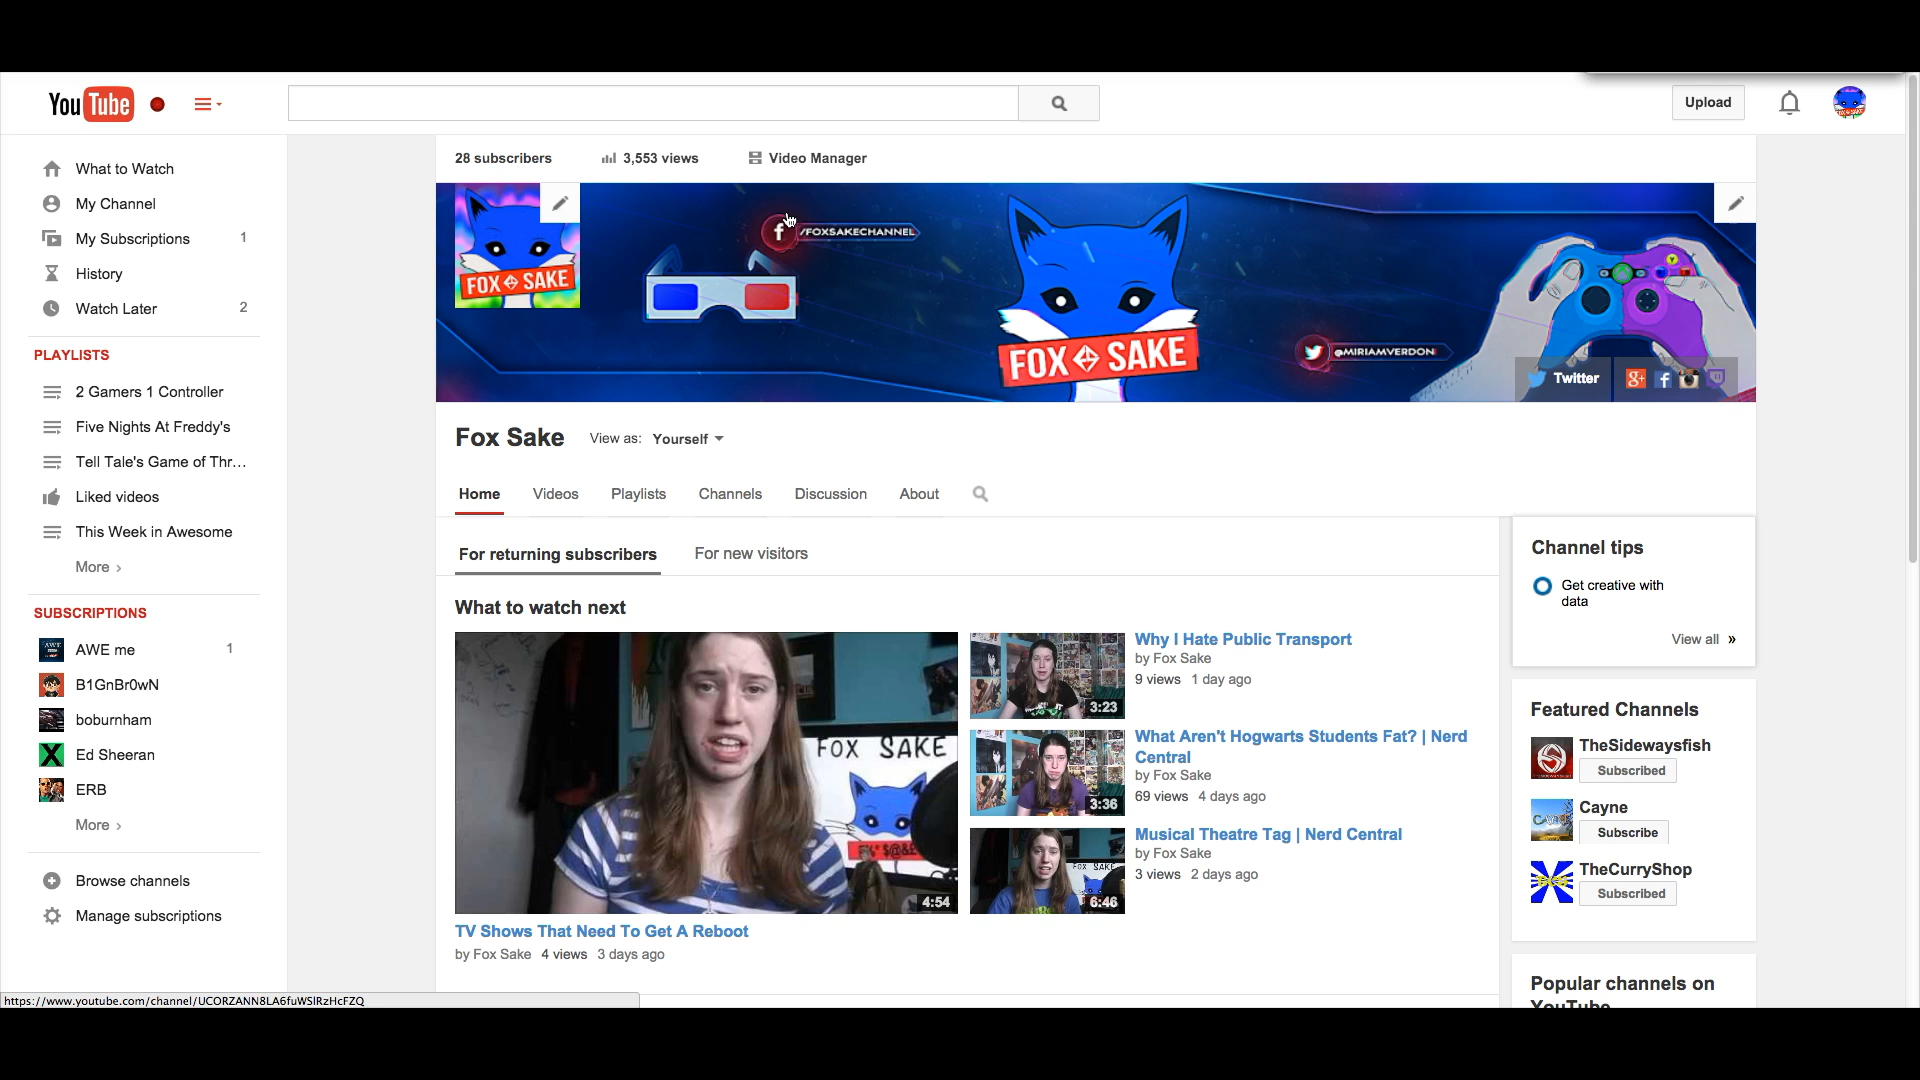 YouTube
Upload
What to Watch
My Channel
My Subscriptions 1
History
Watch Later 2
PLAYLISTS
2 Gamers 1 Controller
Five Nights At Freddy's
Tell Tale's Game of Thr...
Liked videos
This Week in Awesome
More ›
SUBSCRIPTIONS
AWE me 1
B1GnBr0wN
boburnham
Ed Sheeran
ERB
More ›
Browse channels
Manage subscriptions
28 subscribers 3,553 views Video Manager
FOX SAKE
f /FOXSAKECHANNEL
FOX SAKE
@MIRIAMVERDON
Twitter
Fox Sake View as: Yourself
Home Videos Playlists Channels Discussion About
For returning subscribers For new visitors
What to watch next
FOX SAKE
4:54
TV Shows That Need To Get A Reboot
by Fox Sake 4 views 3 days ago
3:23
Why I Hate Public Transport
by Fox Sake
9 views 1 day ago
3:36
What Aren't Hogwarts Students Fat? | Nerd
Central
by Fox Sake
69 views 4 days ago
FOX SAKE
6:46
Musical Theatre Tag | Nerd Central
by Fox Sake
3 views 2 days ago
Channel tips
Get creative with
data
View all »
Featured Channels
TheSidewaysfish
Subscribed
Cayne
Subscribe
TheCurryShop
Subscribed
Popular channels on
YouTube
https://www.youtube.com/channel/UCORZANN8LA6fuWSlRzHcFZQ